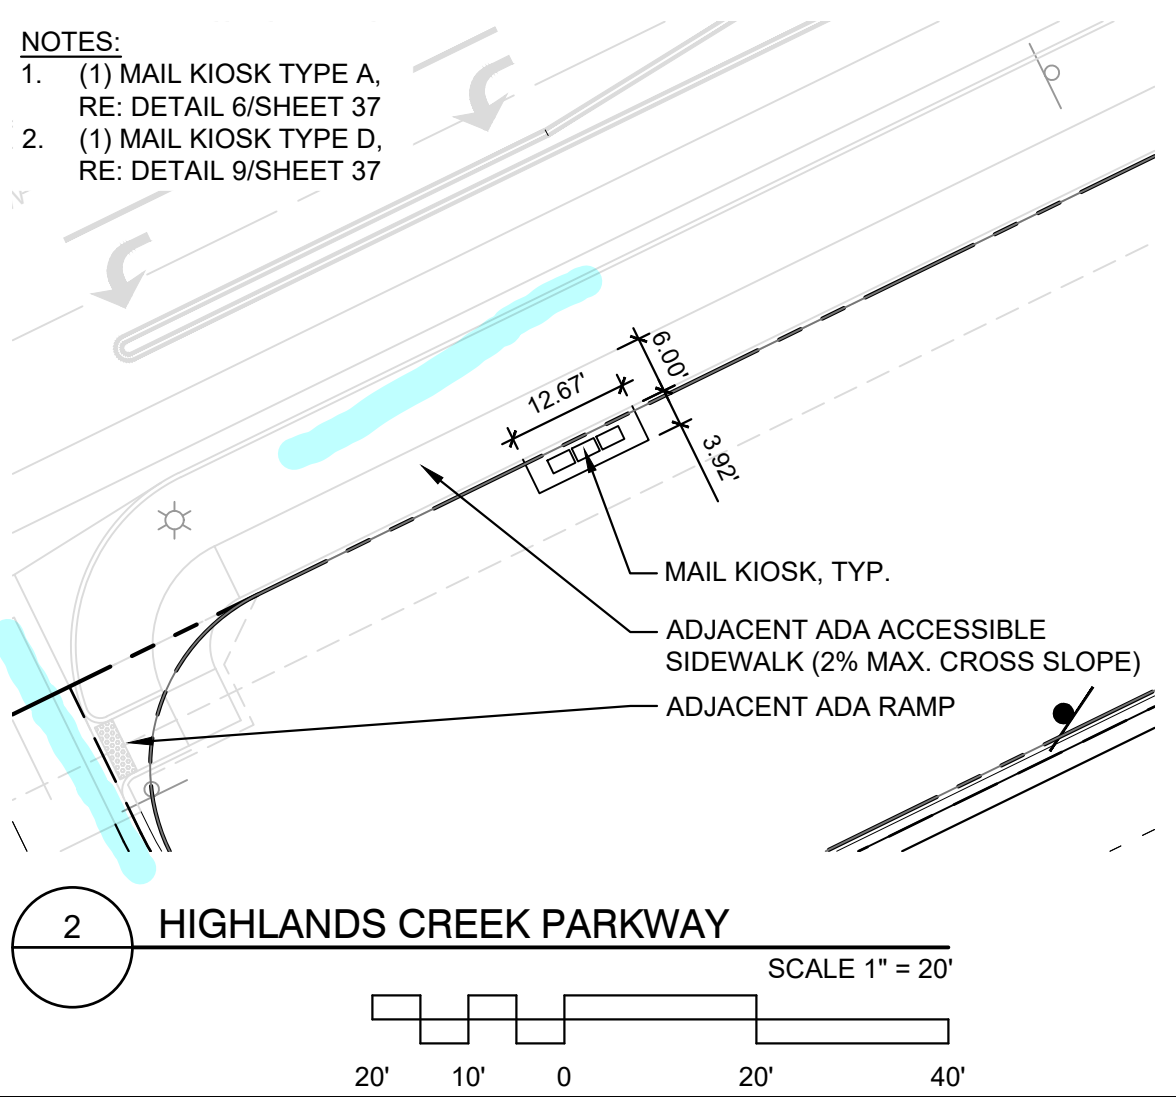 NOTES:
1. (1) MAIL KIOSK TYPE A,
RE: DETAIL 6/SHEET 37
2. (1) MAIL KIOSK TYPE D,
RE: DETAIL 9/SHEET 37
6.00'
12.67'
3.92'
MAIL KIOSK, TYP.
ADJACENT ADA ACCESSIBLE
SIDEWALK (2% MAX. CROSS SLOPE)
ADJACENT ADA RAMP
2
HIGHLANDS CREEK PARKWAY
SCALE 1" = 20'
20' 10' 0 20' 40'